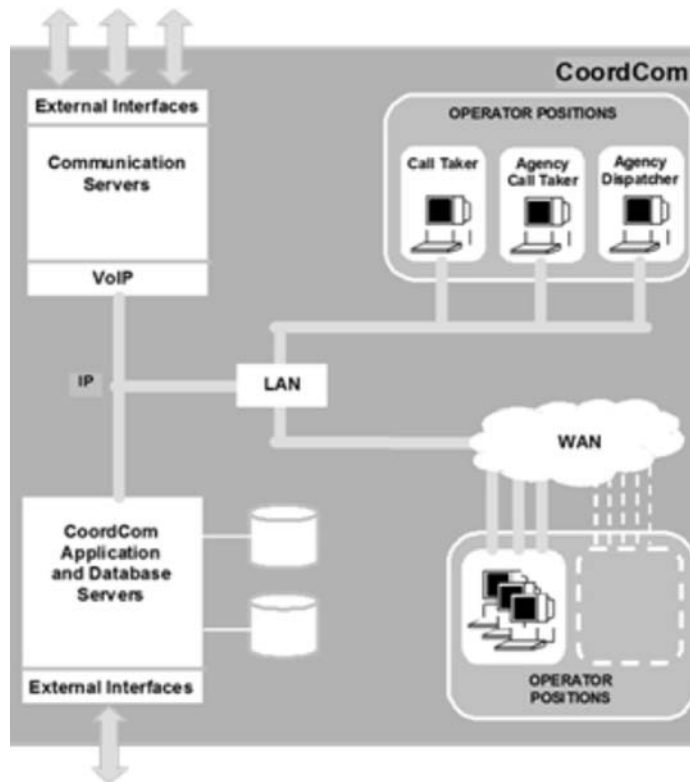 CoordCom
External Interfaces
Communication
Servers
VoIP
OPERATOR POSITIONS
Call Taker
Agency
Call Taker
Agency
Dispatcher
IP
LAN
WAN
CoordCom
Application
and Database
Servers
External Interfaces
OPERATOR
POSITIONS